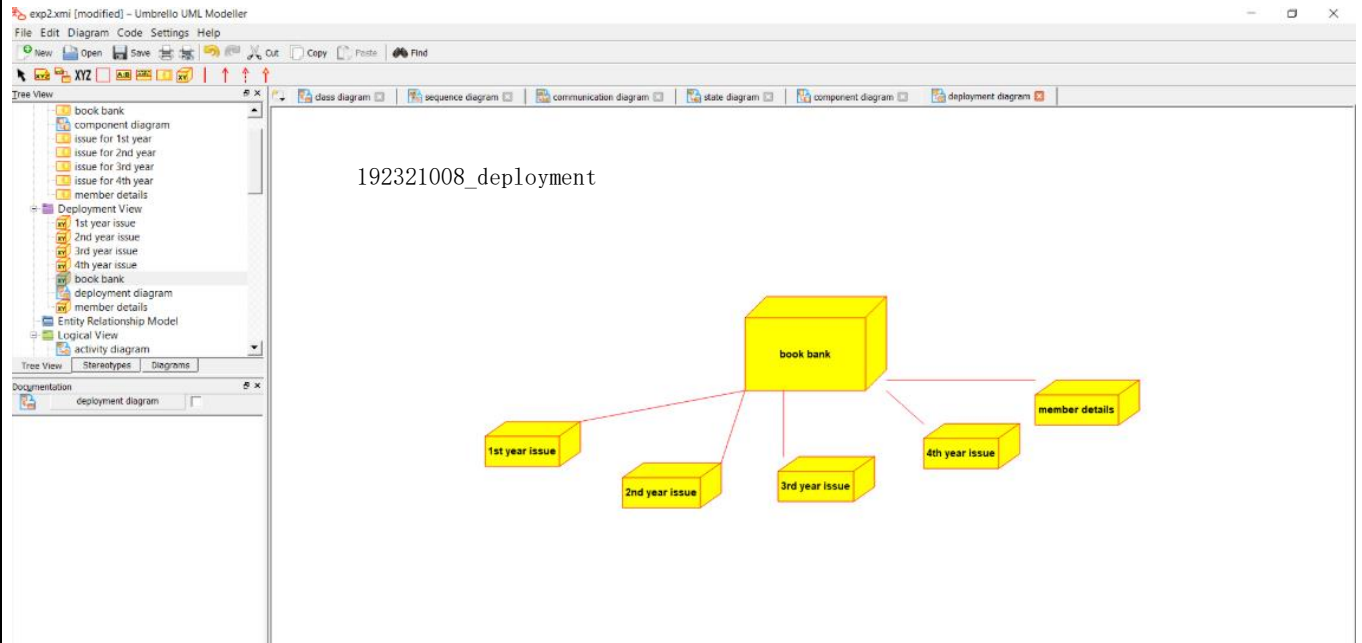 exp2.xmi [modified] – Umbrello UML Modeller
File Edit Diagram Code Settings Help
New Open Save Cut Copy Paste Find
XYZ A:B
Tree View
class diagram sequence diagram communication diagram state diagram component diagram deployment diagram
book bank
component diagram
issue for 1st year
issue for 2nd year
issue for 3rd year
issue for 4th year
member details
Deployment View
1st year issue
2nd year issue
3rd year issue
4th year issue
book bank
deployment diagram
member details
Entity Relationship Model
Logical View
activity diagram
Tree View Stereotypes Diagrams
Documentation
deployment diagram
192321008_deployment
book bank
member details
1st year issue
4th year issue
2nd year issue
3rd year issue